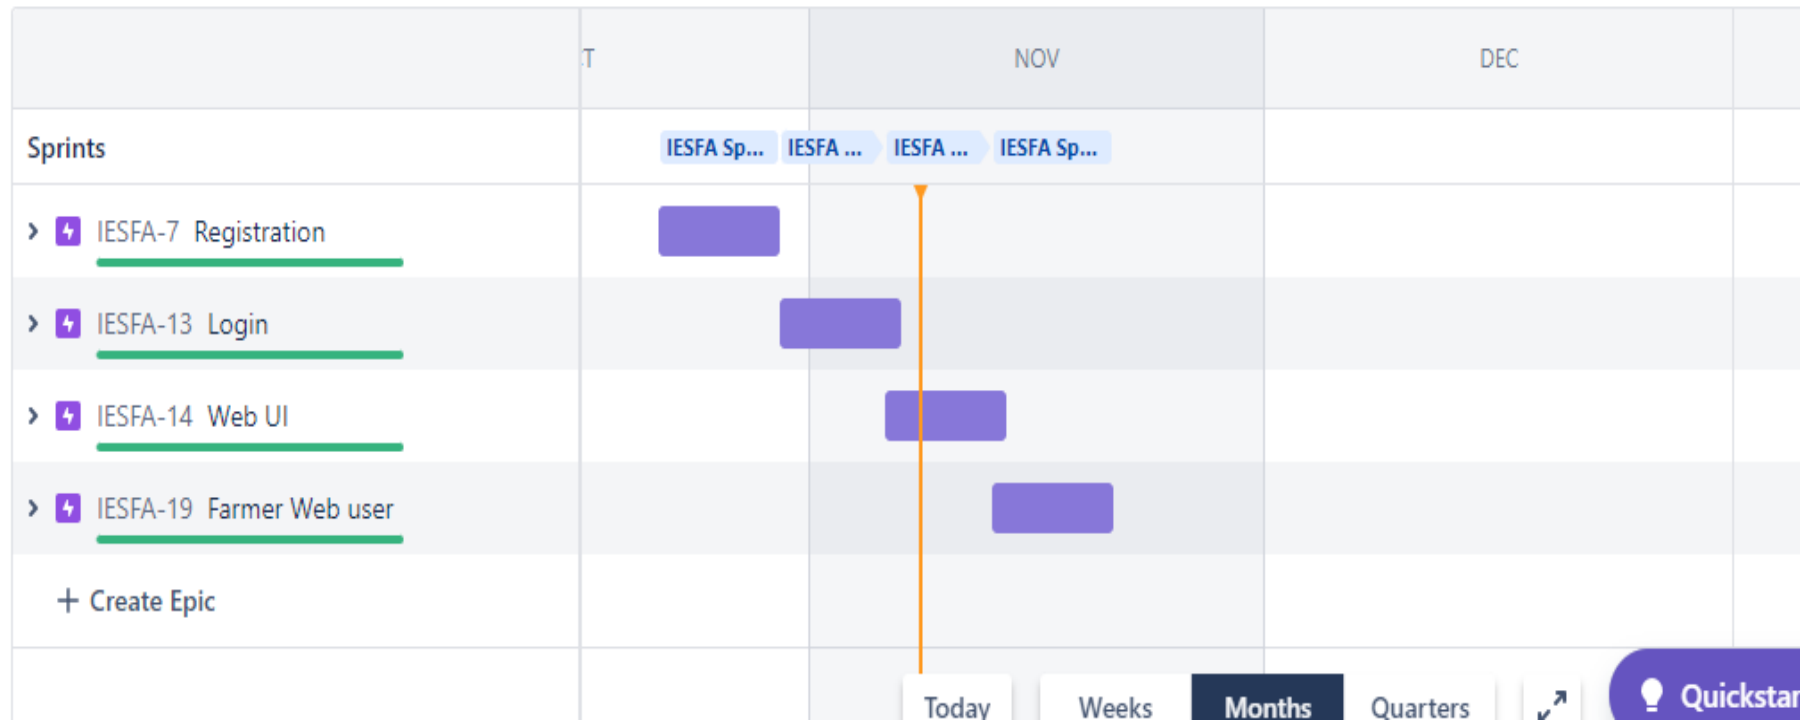 NOV DEC
Sprints IESFA Sp... IESFA ... IESFA ... IESFA Sp...
IESFA-7 Registration
IESFA-13 Login
IESFA-14 Web UI
IESFA-19 Farmer Web user
+ Create Epic
Today Weeks Months Quarters